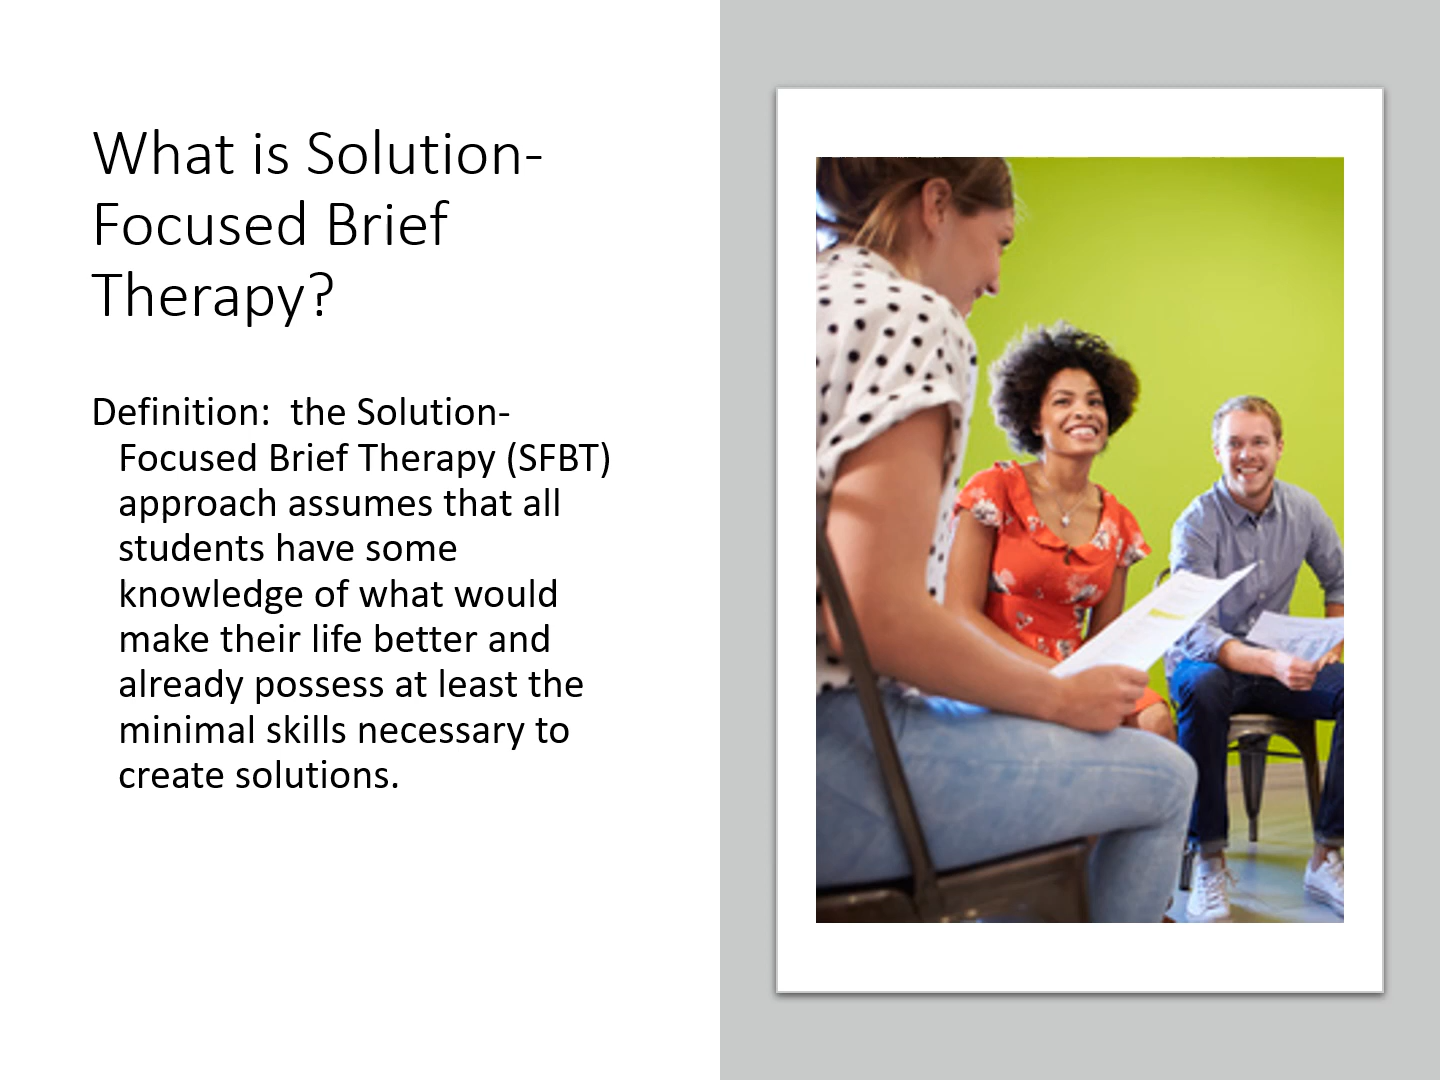 What is Solution-
Focused Brief
Therapy?
Definition:  the Solution-
Focused Brief Therapy (SFBT)
approach assumes that all
students have some
knowledge of what would
make their life better and
already possess at least the
minimal skills necessary to
create solutions.